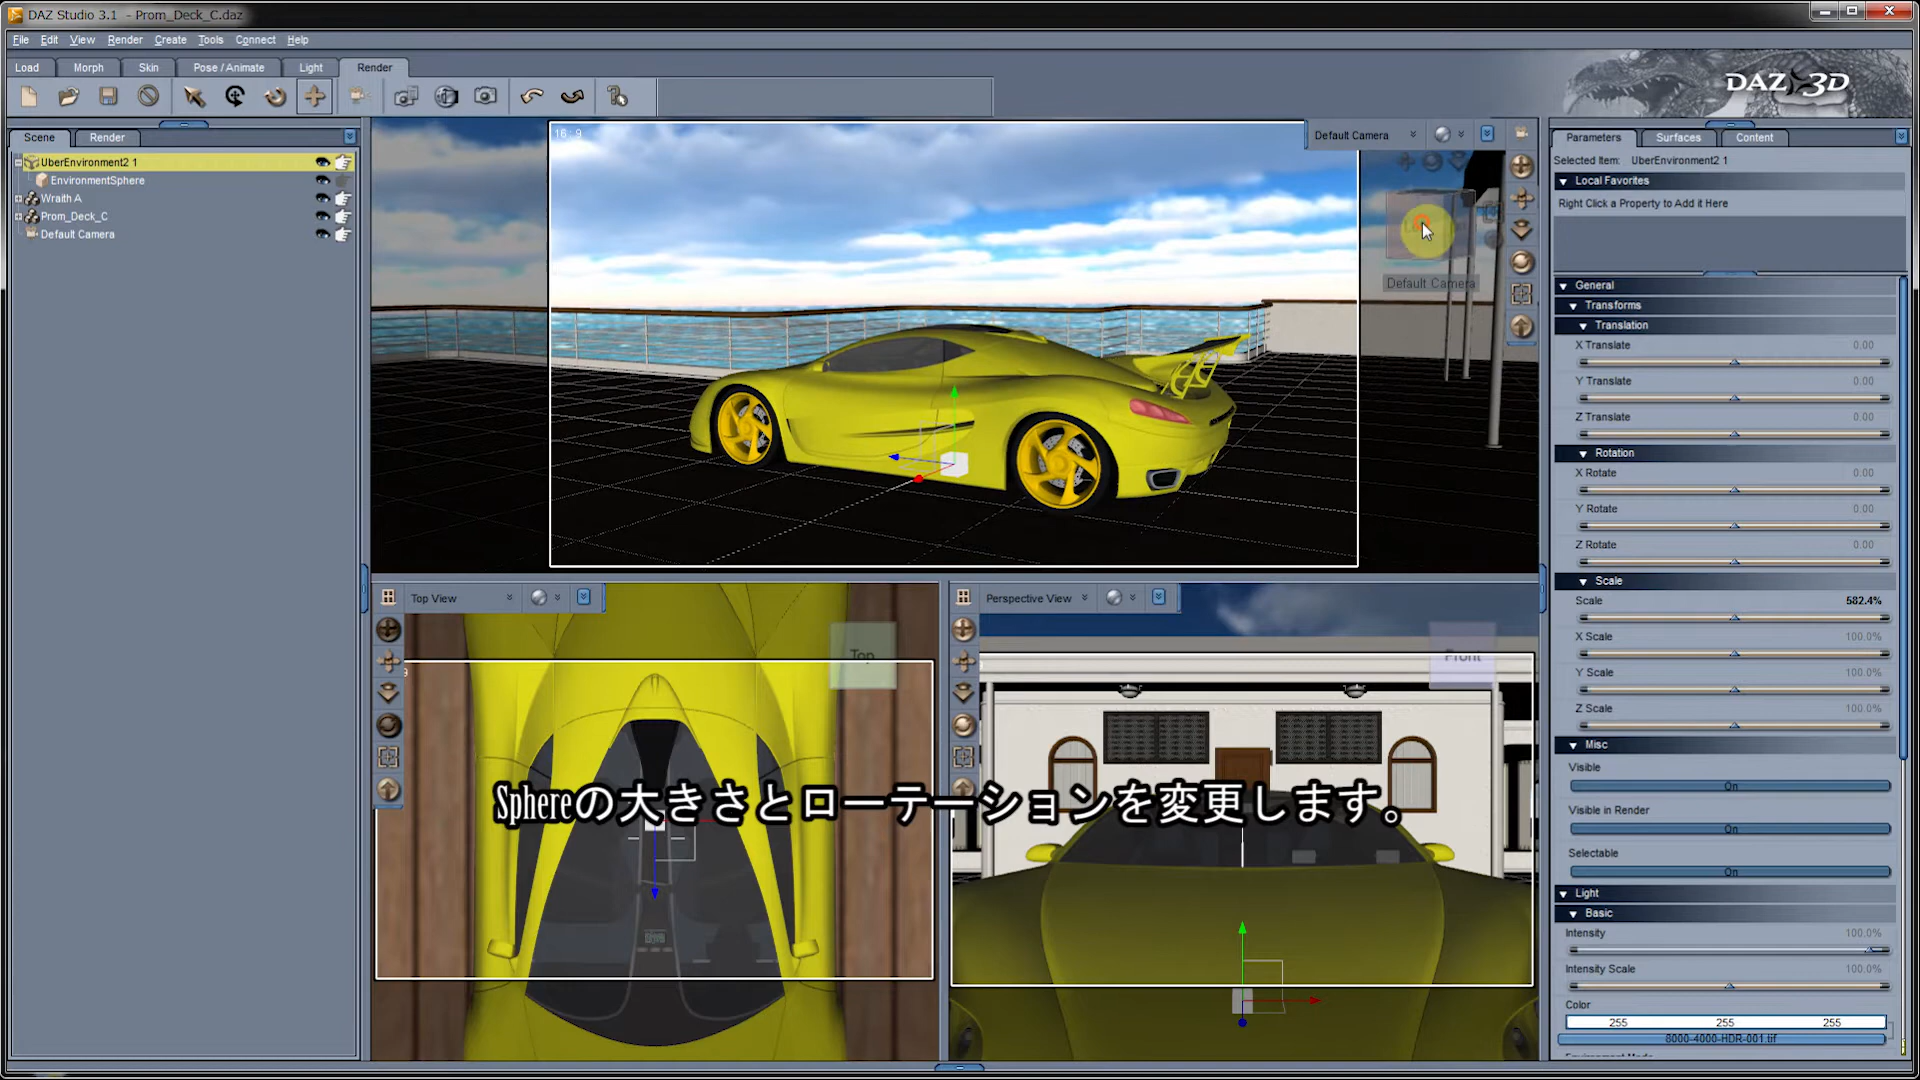 DAZ Studio 3.1 - Prom_Deck_C.daz
File Edit View Render Create Tools Connect Help
Load Morph Skin Pose / Animate Light Render
DAZ 3D
Scene Render
UberEnvironment2 1
EnvironmentSphere
Wraith A
Prom_Deck_C
Default Camera
16 : 9
Default Camera
Default Camera
Top View
Top
Perspective View
Front
Sphereの大きさとローテーションを変更します。
Parameters Surfaces Content
Selected Item: UberEnvironment2 1
Local Favorites
Right Click a Property to Add it Here
General
Transforms
Translation
X Translate 0.00
Y Translate 0.00
Z Translate 0.00
Rotation
X Rotate 0.00
Y Rotate 0.00
Z Rotate 0.00
Scale
Scale 582.4%
X Scale 100.0%
Y Scale 100.0%
Z Scale 100.0%
Misc
Visible
On
Visible in Render
On
Selectable
On
Light
Basic
Intensity 100.0%
Intensity Scale 100.0%
Color
255 255 255
8000-4000-HDR-001.tif